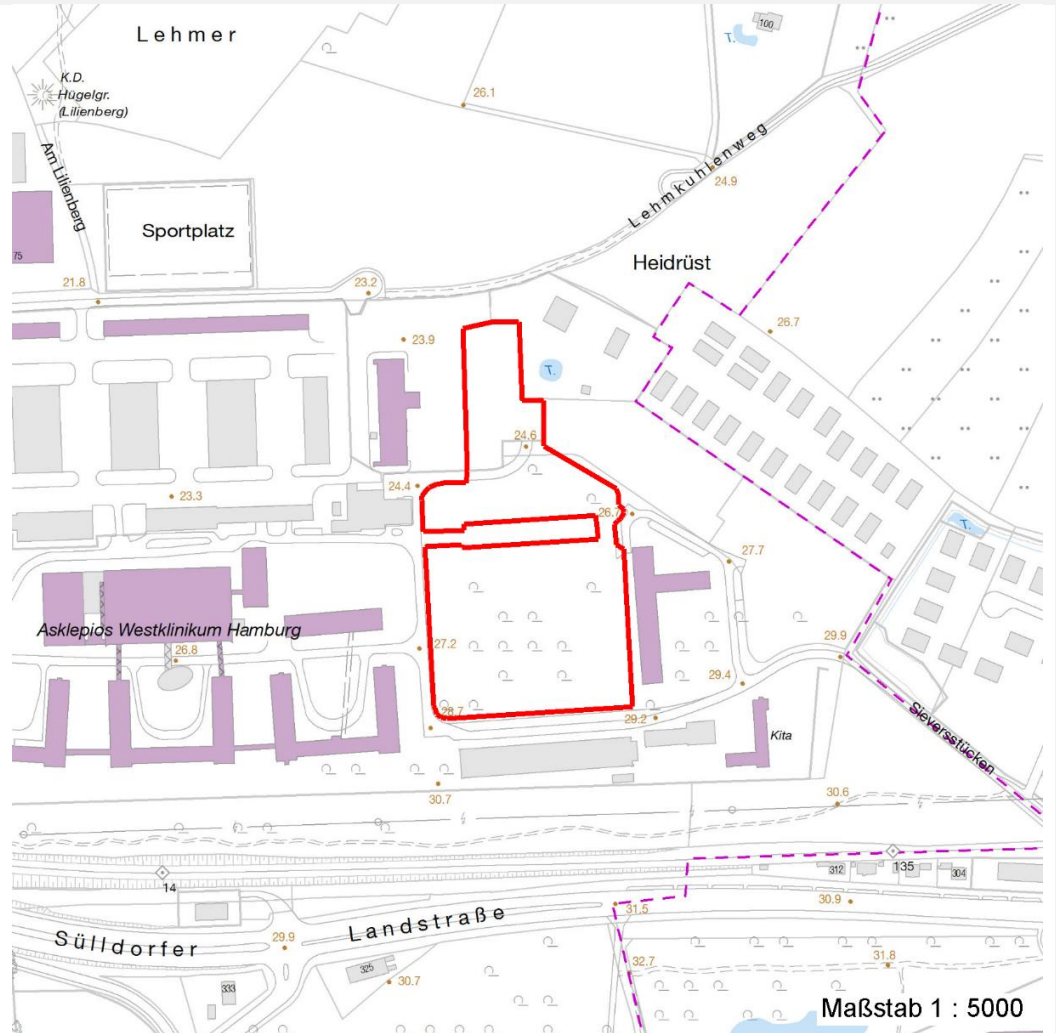 Lehmer
K.D.
Hügelgr.
(Lilienberg)
100
T.
26.1
Am Lilienberg
Lehmkuhlenweg
24.9
Sportplatz
75
Heidrüst
21.8
23.2
26.7
23.9
T.
24.6
24.4
23.3
26.7
T.
27.7
Asklepios Westklinikum Hamburg
26.8
27.2
29.9
29.4
28.7
29.2
Kita
Sieversstücken
30.7
30.6
14
135
312
304
31.5
30.9
Sülldorfer Landstraße
29.9
325
30.7
333
32.7
31.8
Maßstab 1 : 5000